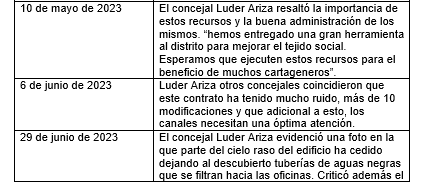 10 de mayo de 2023
El concejal Luder Ariza resaltó la importancia de
estos recursos y la buena administración de los
mismos. “hemos entregado una gran herramienta
al distrito para mejorar el tejido social.
Esperamos que ejecuten estos recursos para el
beneficio de muchos cartageneros”.
6 de junio de 2023
Luder Ariza otros concejales coincidieron que
este contrato ha tenido mucho ruido, más de 10
modificaciones y que adicional a esto, los
canales necesitan una óptima atención.
29 de junio de 2023
El concejal Luder Ariza evidenció una foto en la
que parte del cielo raso del edificio ha cedido
dejando al descubierto tuberías de aguas negras
que se filtran hacia las oficinas. Criticó además el